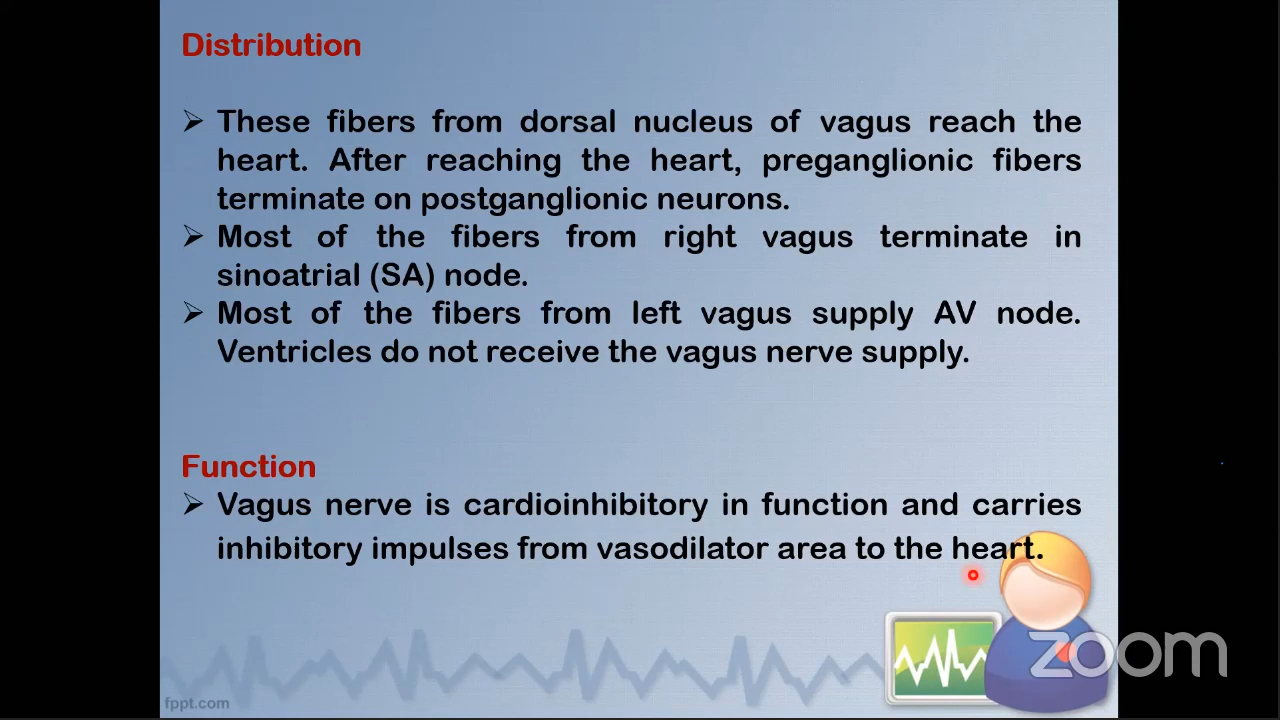 Distribution
➢ These fibers from dorsal nucleus of vagus reach the
heart. After reaching the heart, preganglionic fibers
terminate on postganglionic neurons.
➢ Most of the fibers from right vagus terminate in
sinoatrial (SA) node.
➢ Most of the fibers from left vagus supply AV node.
Ventricles do not receive the vagus nerve supply.
Function
➢ Vagus nerve is cardioinhibitory in function and carries
inhibitory impulses from vasodilator area to the heart.
zoom
fppt.com